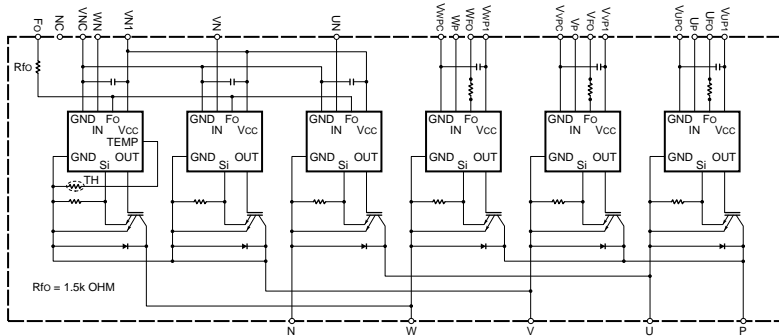 FO NC VNC WN VN1 VN UN VWPC WP WFO VWP1 VVPC VP VFO VVP1 VUPC UP UFO VUP1
RfO
GND FO IN VCC TEMP GND OUT Si
GND FO IN VCC GND OUT Si
GND FO IN VCC GND OUT Si
GND FO IN VCC GND OUT Si
GND FO IN VCC GND OUT Si
GND FO IN VCC GND OUT Si
TH
RfO = 1.5k OHM
N W V U P